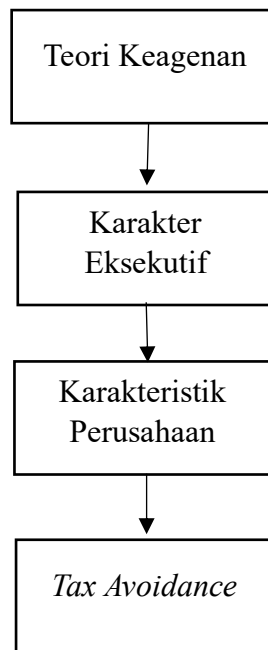 Teori Keagenan
Karakter
Eksekutif
Karakteristik
Perusahaan
Tax Avoidance